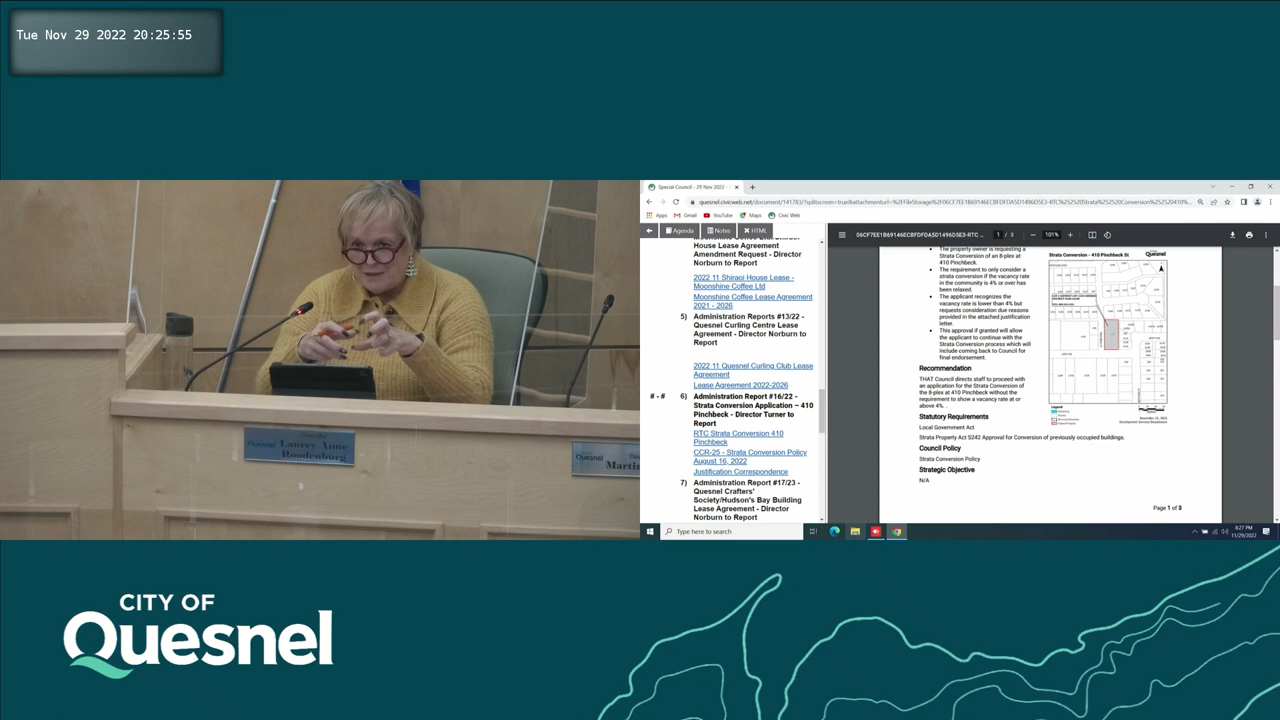 Tue Nov 29 2022 20:25:55
Special Council - 29 Nov 2022 -
Apps
Gmail
YouTube
Maps
Civic Web
Agenda
Notes
HTML
House Lease Agreement
Amendment Request - Director
Norburn to Report
2022 11 Shiraoi House Lease -
Moonshine Coffee Ltd
Moonshine Coffee Lease Agreement
2021 - 2026
5) Administration Reports #13/22 -
Quesnel Curling Centre Lease
Agreement - Director Norburn to
Report
2022 11 Quesnel Curling Club Lease
Agreement
Lease Agreement 2022-2026
# - # 6) Administration Report #16/22 -
Strata Conversion Application – 410
Pinchbeck - Director Turner to
Report
RTC Strata Conversion 410
Pinchbeck
CCR-25 - Strata Conversion Policy
August 16, 2022
Justification Correspondence
7) Administration Report #17/23 -
Quesnel Crafters'
Society/Hudson's Bay Building
Lease Agreement - Director
Norburn to Report
1 / 3
101%
• The property owner is requesting a
Strata Conversion of an 8-plex at
410 Pinchbeck.
• The requirement to only consider a
strata conversion if the vacancy rate
in the community is 4% or over has
been relaxed.
• The applicant recognizes the
vacancy rate is lower than 4% but
requests consideration due reasons
provided in the attached justification
letter.
• This approval if granted will allow
the applicant to continue with the
Strata Conversion process which will
include coming back to Council for
final endorsement.
Strata Conversion - 410 Pinchbeck St
Quesnel
Recommendation
THAT Council directs staff to proceed with
an application for the Strata Conversion of
the 8-plex at 410 Pinchbeck without the
requirement to show a vacancy rate at or
above 4%.
Statutory Requirements
Local Government Act
Strata Property Act S242 Approval for Conversion of previously occupied buildings.
Council Policy
Strata Conversion Policy
Strategic Objective
N/A
Page 1 of 3
Type here to search
8:27 PM
11/29/2022
Laurey Anne
Roodenburg
Quesnel
Martin
CITY OF
Quesnel